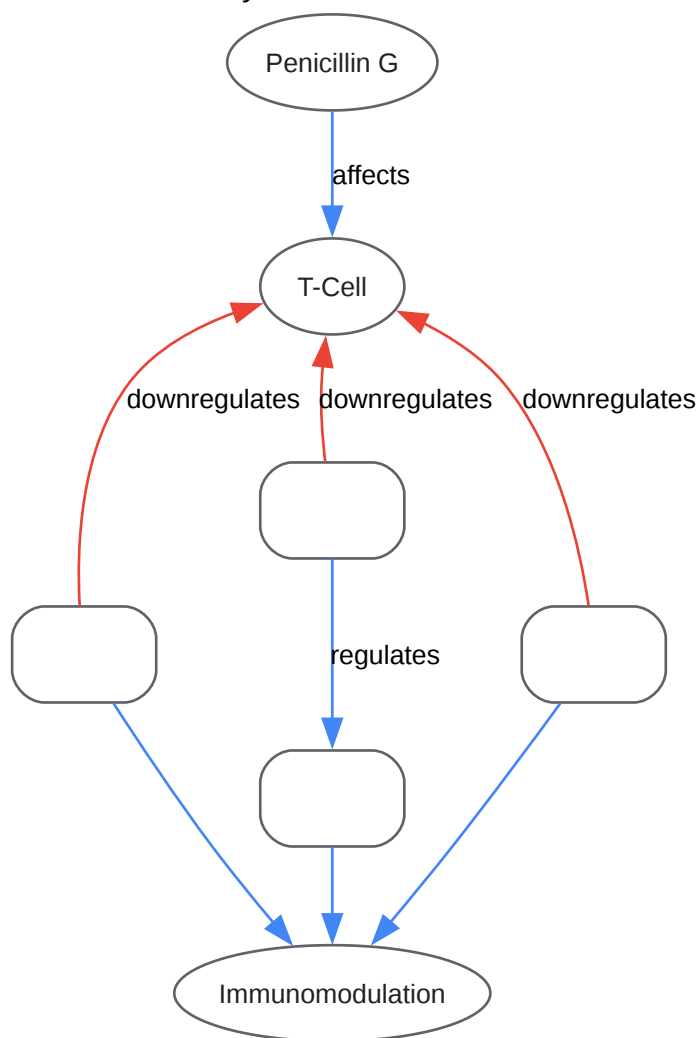 Penicillin G
affects
T-Cell
downregulates downregulates downregulates
regulates
Immunomodulation